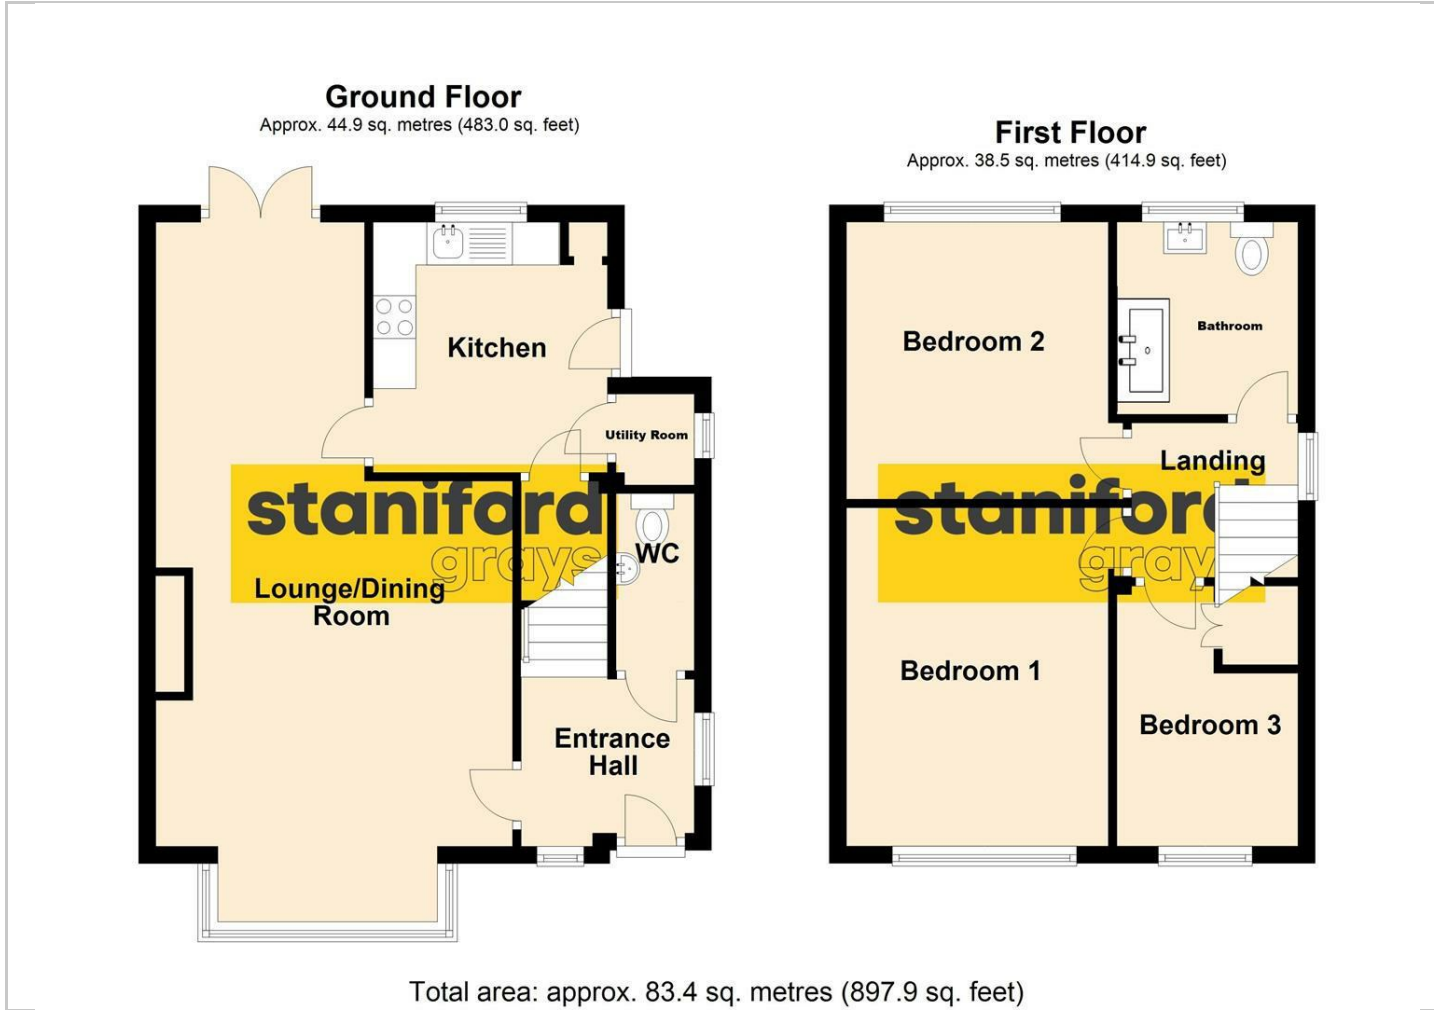 Ground Floor
Approx. 44.9 sq. metres (483.0 sq. feet)
Kitchen
Utility Room
staniford
grays
WC
Lounge/Dining
Room
Entrance
Hall
First Floor
Approx. 38.5 sq. metres (414.9 sq. feet)
Bedroom 2
Bathroom
Landing
staniford
grays
Bedroom 1
Bedroom 3
Total area: approx. 83.4 sq. metres (897.9 sq. feet)